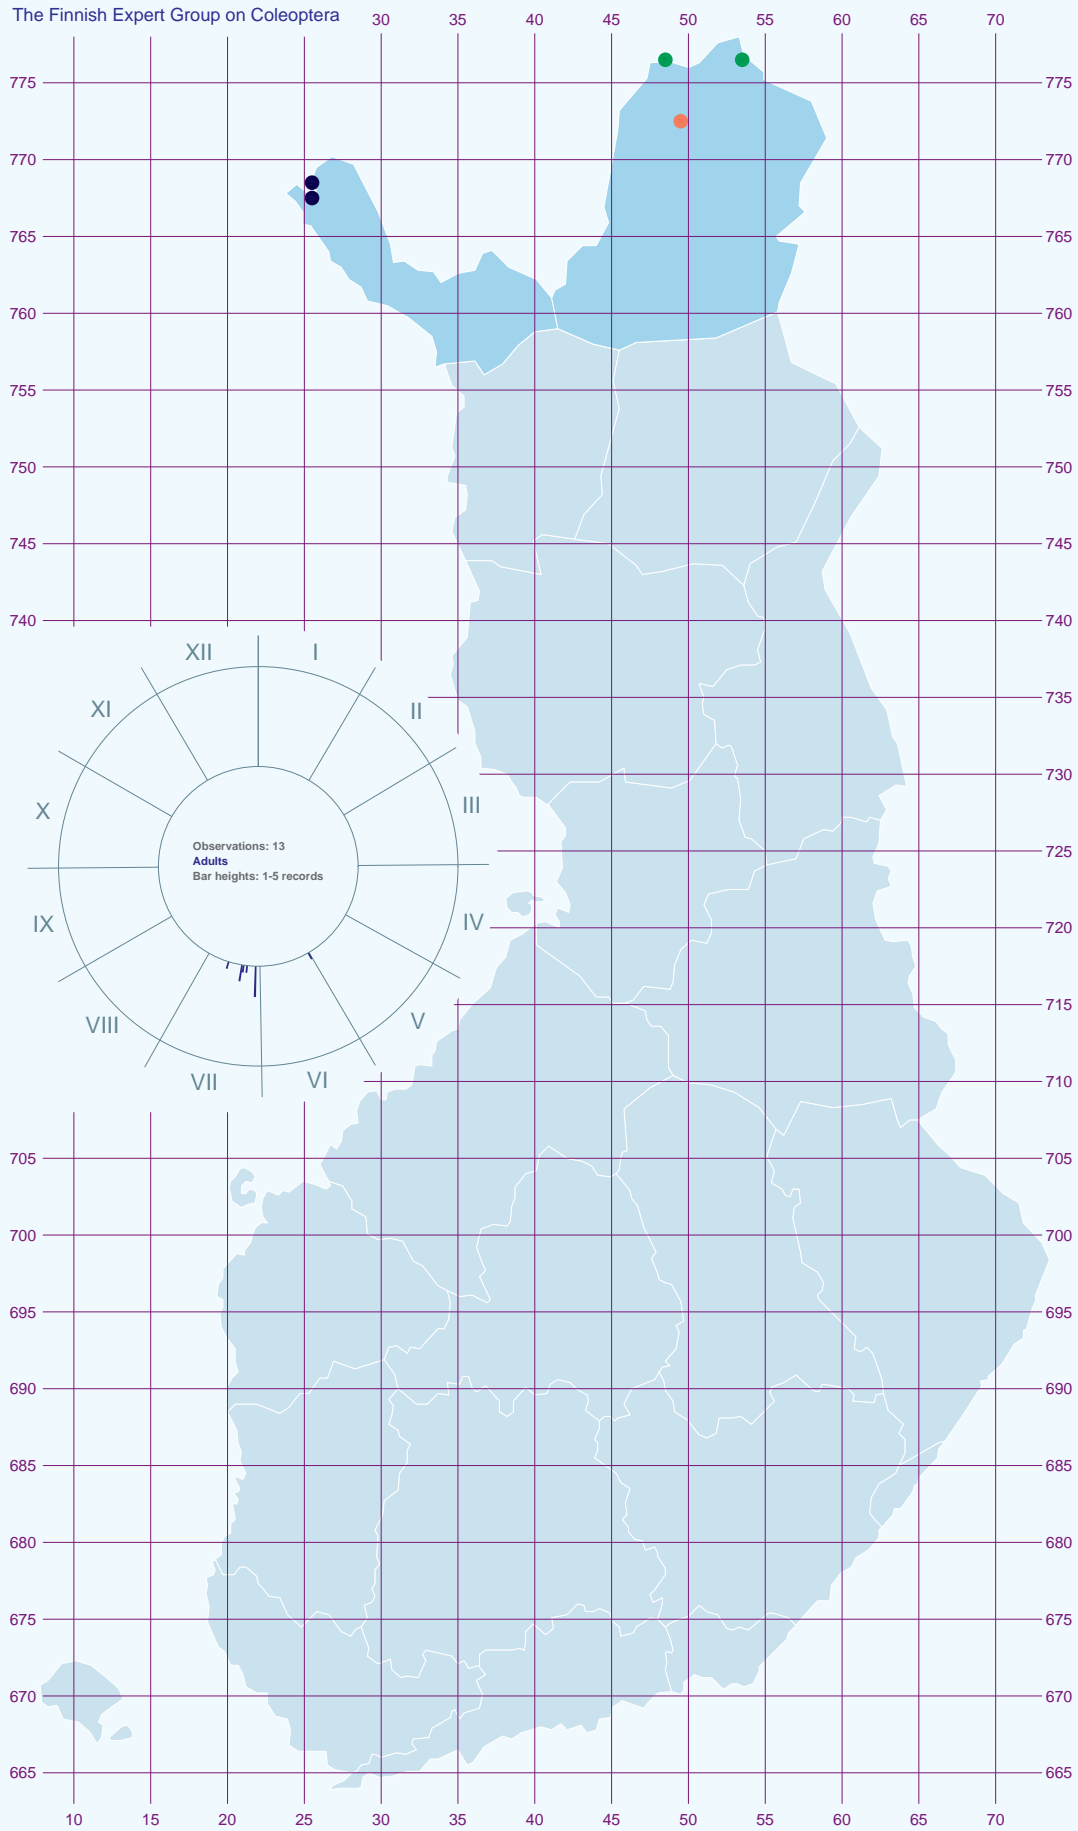 The Finnish Expert Group on Coleoptera 30 35 40 45 50 55 60 65 70
775 775
770 770
765 765
760 760
755 755
750 750
745 745
740 740
XII I
XI II
735
730
X III
725
Observations: 13
Adults
Bar heights: 1-5 records
IX IV
720
715
VIII V
VII VI
710
705 705
700 700
695 695
690 690
685 685
680 680
675 675
670 670
665 665
10 15 20 25 30 35 40 45 50 55 60 65 70